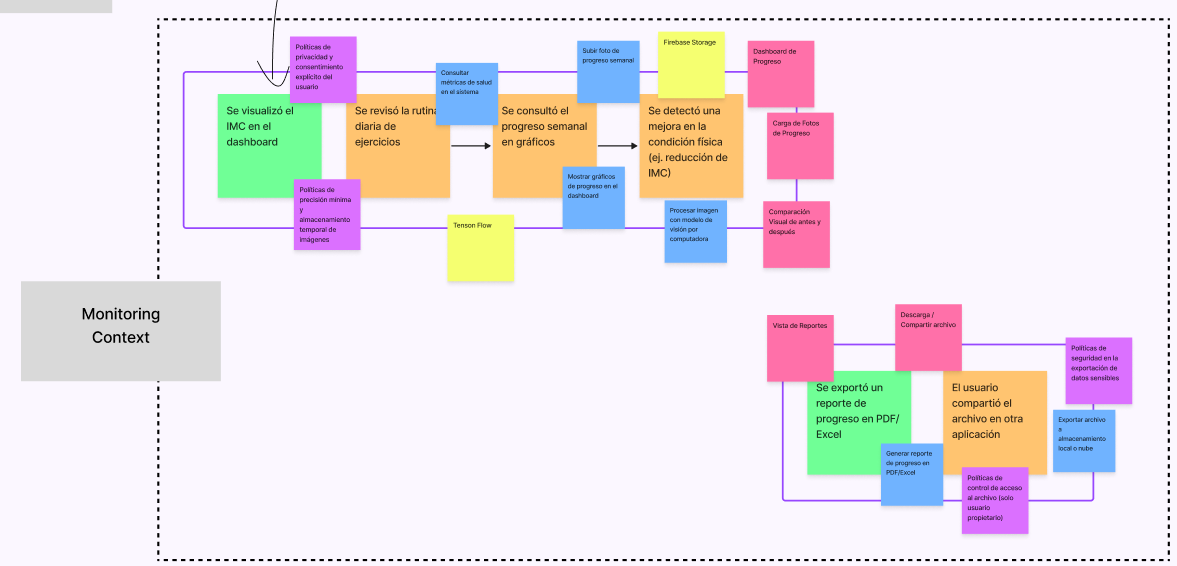 Políticas de
privacidad y
consentimiento
explícito del
usuario
Consultar
métricas de salud
en el sistema
Subir foto de
progreso semanal
Firebase Storage
Dashboard de
Progreso
Se visualizó el
IMC en el
dashboard
Se revisó la rutina
diaria de
ejercicios
Se consultó el
progreso semanal
en gráficos
Se detectó una
mejora en la
condición física
(ej. reducción de
IMC)
Carga de Fotos
de Progreso
Políticas de
precisión mínima
y
almacenamiento
temporal de
imágenes
Tenson Flow
Mostrar gráficos
de progreso en el
dashboard
Procesar imagen
con modelo de
visión por
computadora
Comparación
Visual de antes y
después
Monitoring
Context
Vista de Reportes
Descarga /
Compartir archivo
Políticas de
seguridad en la
exportación de
datos sensibles
Se exportó un
reporte de
progreso en PDF/
Excel
El usuario
compartió el
archivo en otra
aplicación
Exportar archivo
a
almacenamiento
local o nube
Generar reporte
de progreso en
PDF/Excel
Políticas de
control de acceso
al archivo (solo
usuario
propietario)